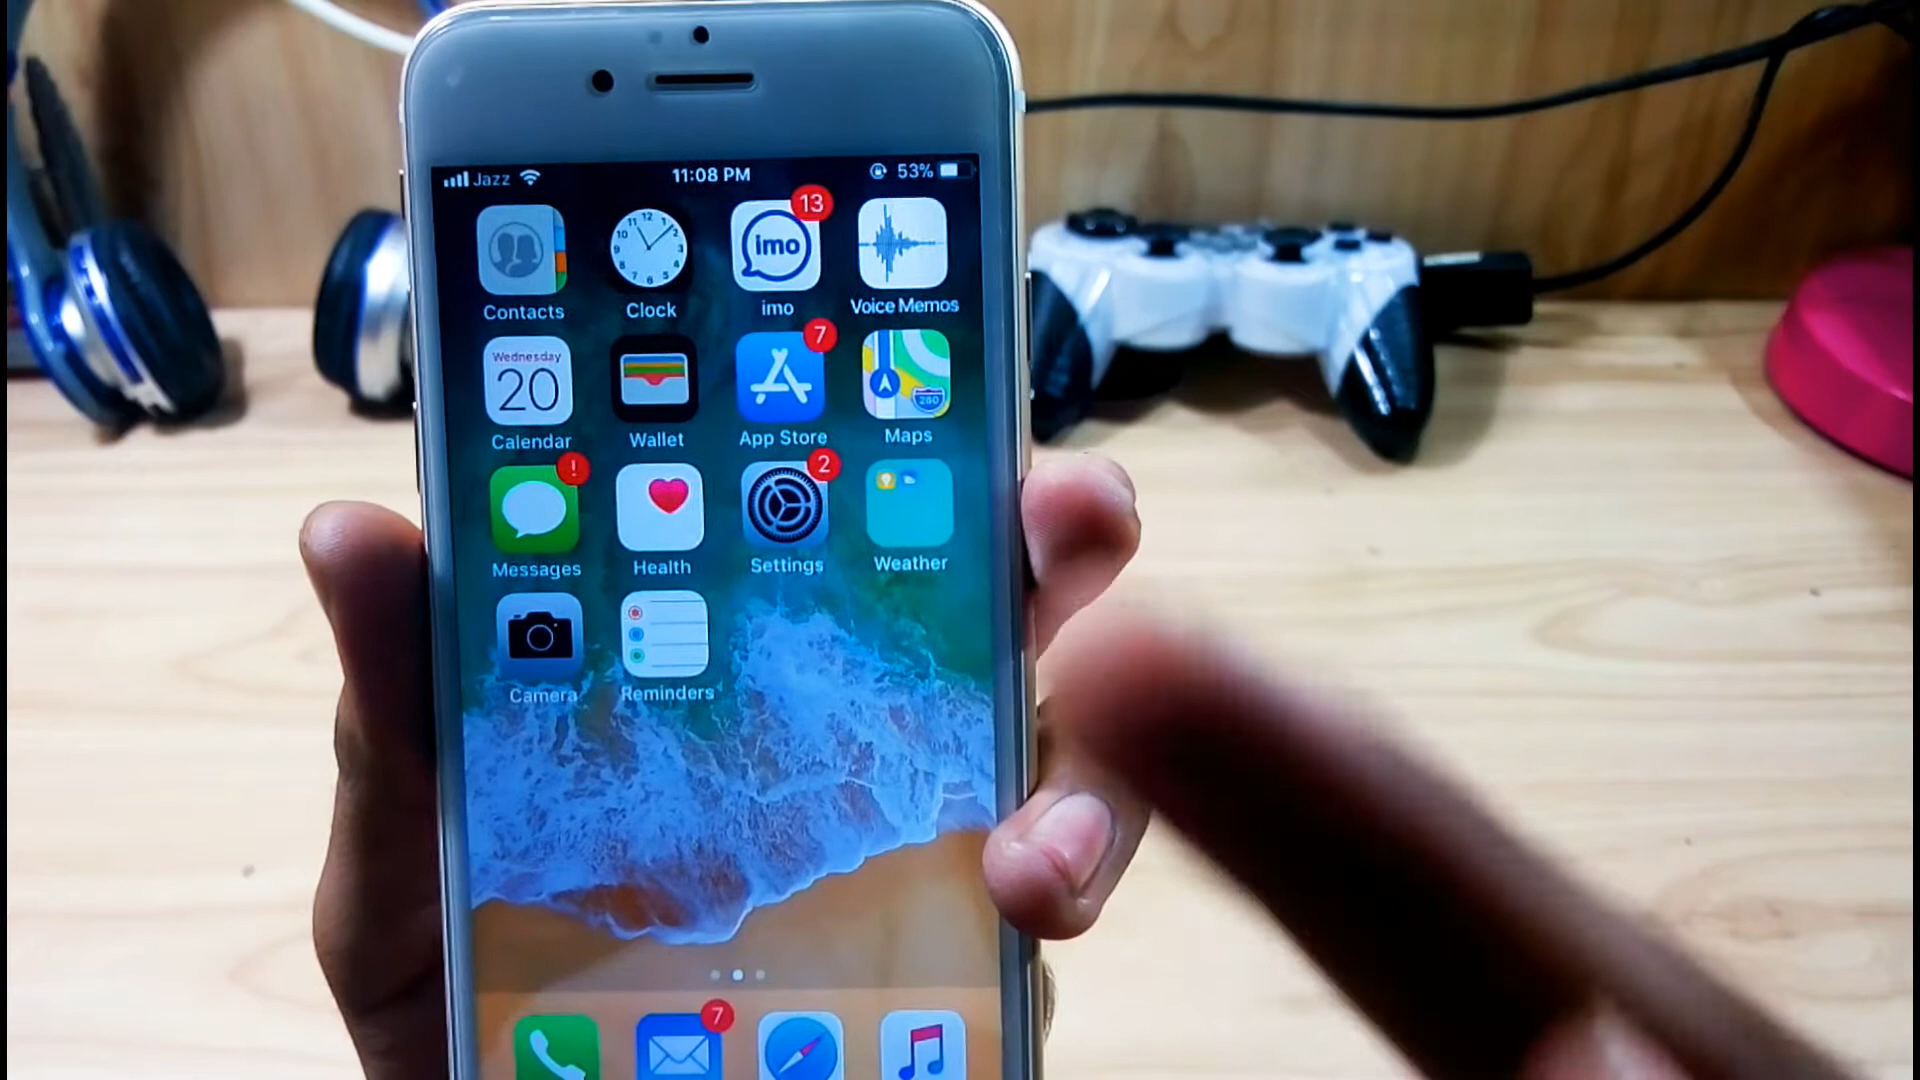 Jazz 11:08 PM 53%
13
imo
Contacts Clock imo Voice Memos
7
Wednesday
20
280
Calendar Wallet App Store Maps
! 2
Messages Health Settings Weather
Camera Reminders
7